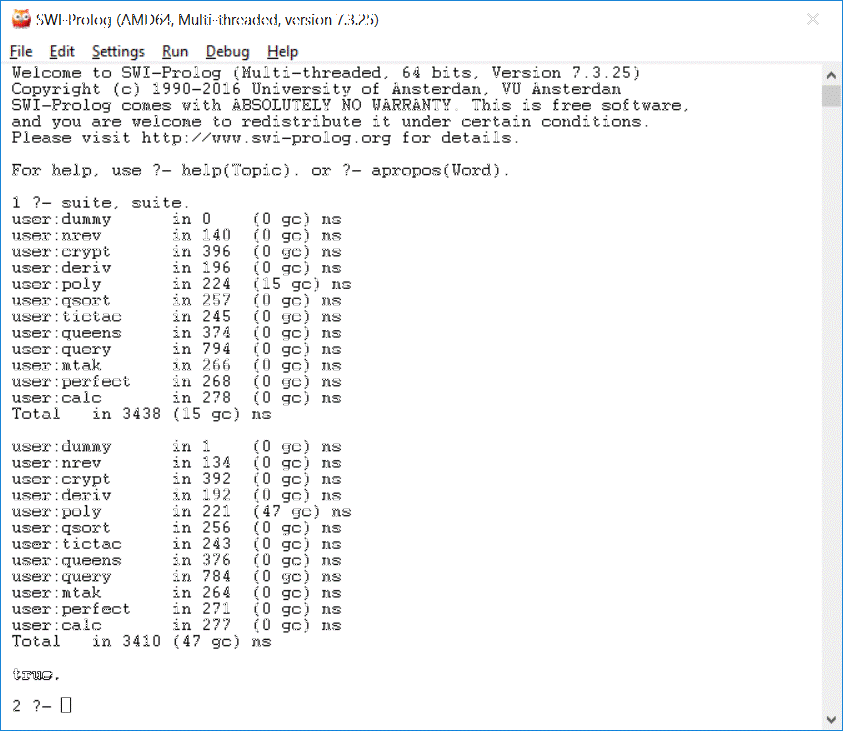 SWI-Prolog (AMD64, Multi-threaded, version 7.3.25)
File Edit Settings Run Debug Help
Welcome to SWI-Prolog (Multi-threaded, 64 bits, Version 7.3.25)
Copyright (c) 1990-2016 University of Amsterdam, VU Amsterdam
SWI-Prolog comes with ABSOLUTELY NO WARRANTY. This is free software,
and you are welcome to redistribute it under certain conditions.
Please visit http://www.swi-prolog.org for details.
For help, use ?- help(Topic). or ?- apropos(Word).
1 ?- suite, suite.
user:dummy in 0 (0 gc) ms
user:nrev in 140 (0 gc) ms
user:crypt in 396 (0 gc) ms
user:deriv in 196 (0 gc) ms
user:poly in 224 (15 gc) ms
user:qsort in 257 (0 gc) ms
user:tictac in 245 (0 gc) ms
user:queens in 374 (0 gc) ms
user:query in 794 (0 gc) ms
user:mtak in 266 (0 gc) ms
user:perfect in 268 (0 gc) ms
user:calc in 278 (0 gc) ms
Total in 3438 (15 gc) ms
user:dummy in 1 (0 gc) ms
user:nrev in 134 (0 gc) ms
user:crypt in 392 (0 gc) ms
user:deriv in 192 (0 gc) ms
user:poly in 221 (47 gc) ms
user:qsort in 256 (0 gc) ms
user:tictac in 243 (0 gc) ms
user:queens in 376 (0 gc) ms
user:query in 784 (0 gc) ms
user:mtak in 264 (0 gc) ms
user:perfect in 271 (0 gc) ms
user:calc in 277 (0 gc) ms
Total in 3410 (47 gc) ms
true.
2 ?-